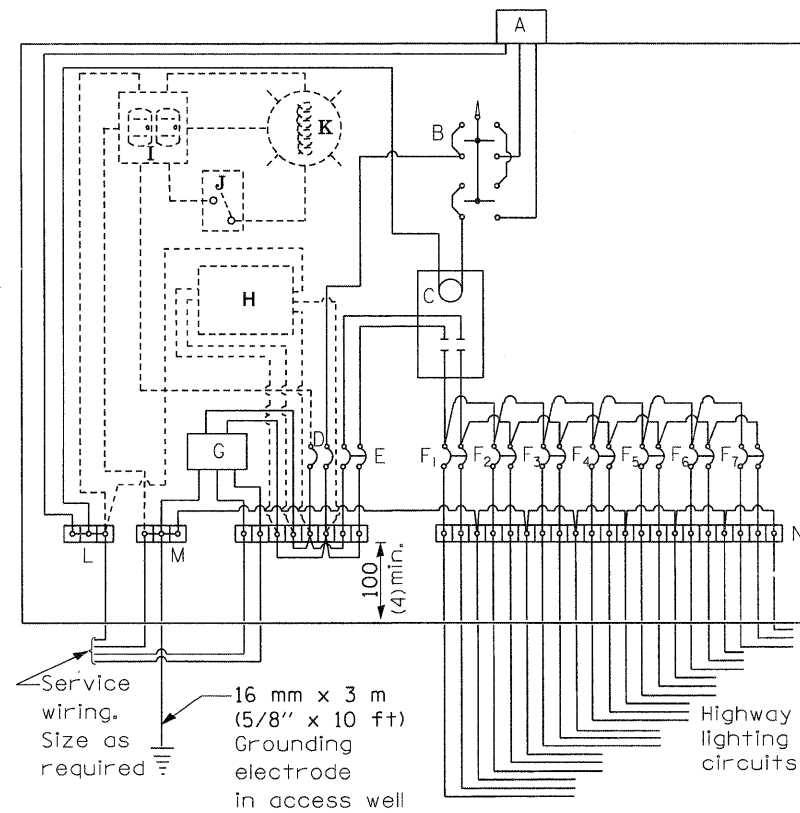 A
B
K
I
J
H
C
D
E
G
F1
F2
F3
F4
F5
F6
F7
L
M
N
100
(4)min.
Service
wiring.
Size as
required
16 mm x 3 m
(5/8" x 10 ft)
Grounding
electrode
in access well
Highway
lighting
circuits